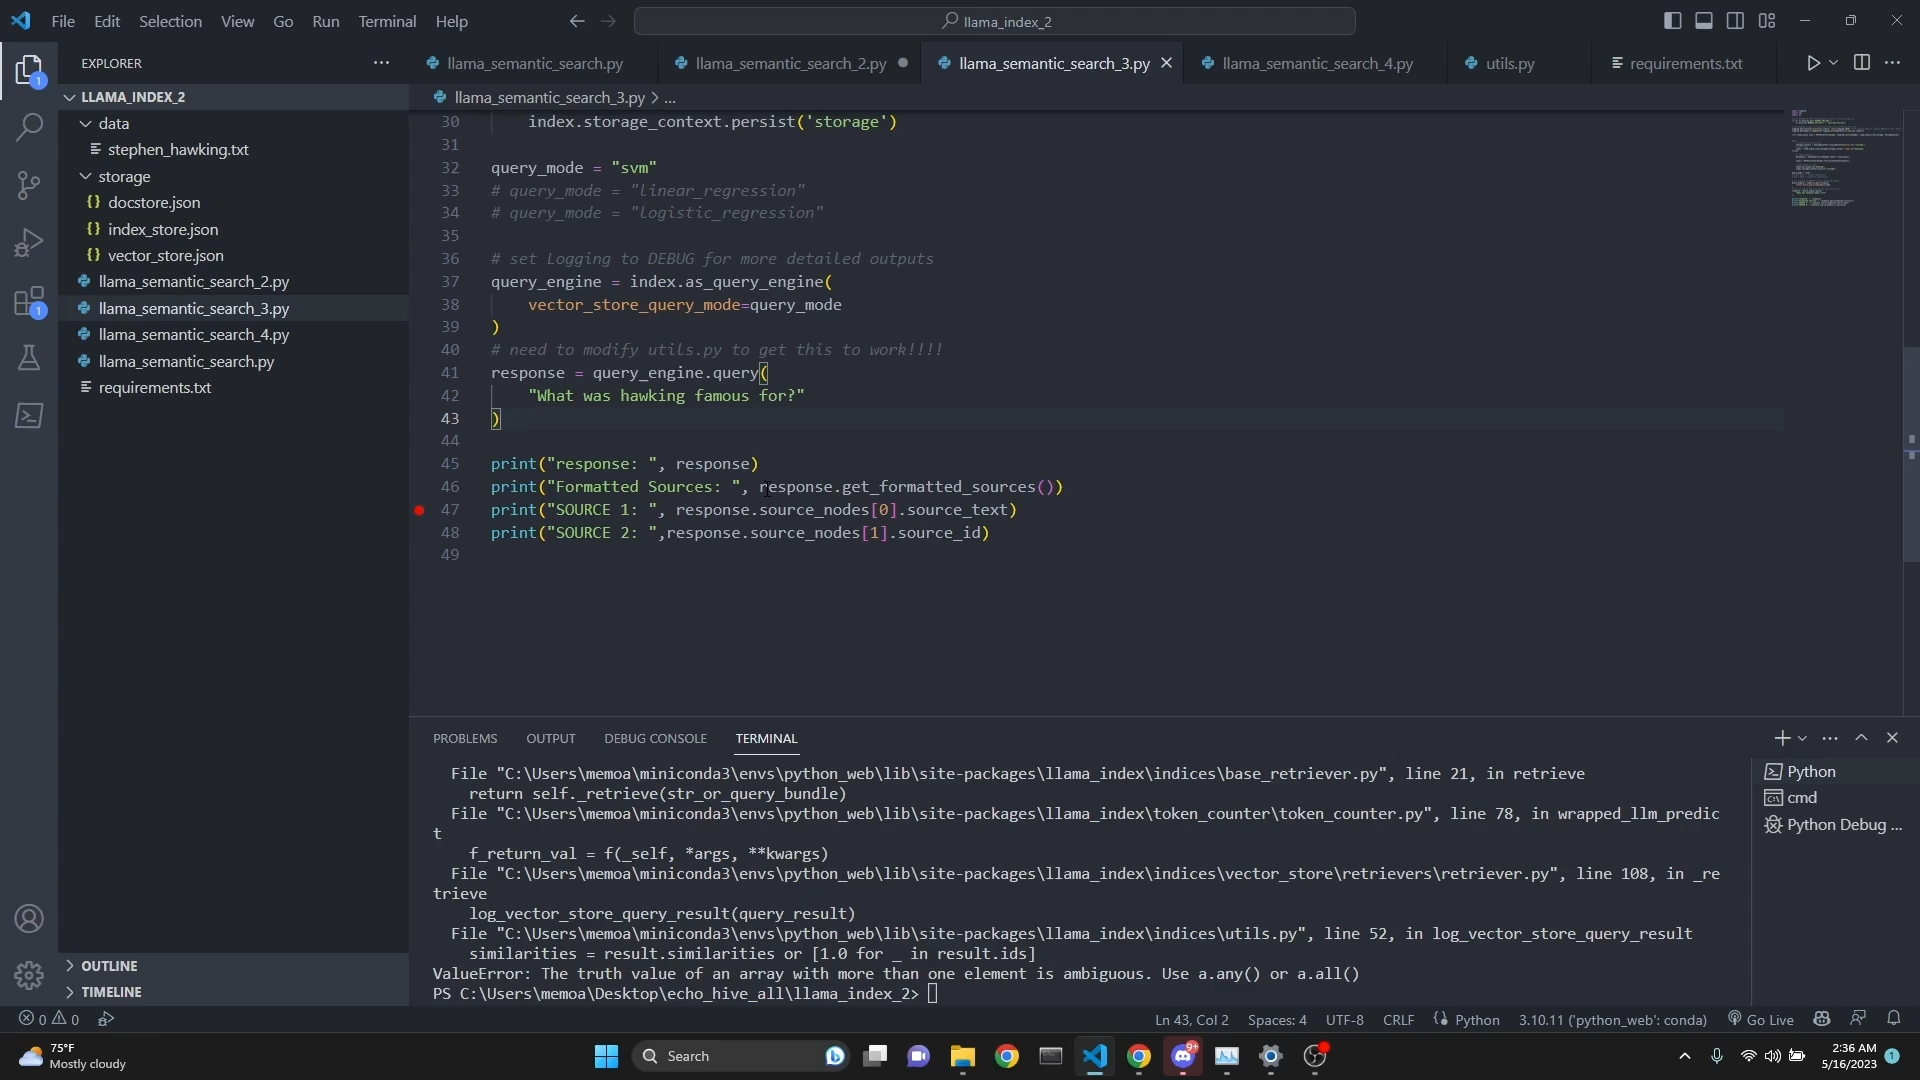 File Edit Selection View Go Run Terminal Help
llama_index_2
EXPLORER
1
llama_semantic_search.py
llama_semantic_search_2.py
llama_semantic_search_3.py
llama_semantic_search_4.py
utils.py
requirements.txt
LLAMA_INDEX_2
data
stephen_hawking.txt
storage
docstore.json
index_store.json
vector_store.json
llama_semantic_search_2.py
llama_semantic_search_3.py
llama_semantic_search_4.py
llama_semantic_search.py
requirements.txt
1
OUTLINE
TIMELINE
llama_semantic_search_3.py > ...
30 index.storage_context.persist('storage')
31
32 query_mode = "svm"
33 # query_mode = "linear_regression"
34 # query_mode = "logistic_regression"
35
36 # set Logging to DEBUG for more detailed outputs
37 query_engine = index.as_query_engine(
38 vector_store_query_mode=query_mode
39 )
40 # need to modify utils.py to get this to work!!!!
41 response = query_engine.query(
42 "What was hawking famous for?"
43 )
44
45 print("response: ", response)
46 print("Formatted Sources: ", response.get_formatted_sources())
47 print("SOURCE 1: ", response.source_nodes[0].source_text)
48 print("SOURCE 2: ",response.source_nodes[1].source_id)
49
PROBLEMS OUTPUT DEBUG CONSOLE TERMINAL
File "C:\Users\memoa\miniconda3\envs\python_web\lib\site-packages\llama_index\indices\base_retriever.py", line 21, in retrieve
return self._retrieve(str_or_query_bundle)
File "C:\Users\memoa\miniconda3\envs\python_web\lib\site-packages\llama_index\token_counter\token_counter.py", line 78, in wrapped_llm_predic
t
f_return_val = f(_self, *args, **kwargs)
File "C:\Users\memoa\miniconda3\envs\python_web\lib\site-packages\llama_index\indices\vector_store\retrievers\retriever.py", line 108, in _re
trieve
log_vector_store_query_result(query_result)
File "C:\Users\memoa\miniconda3\envs\python_web\lib\site-packages\llama_index\indices\utils.py", line 52, in log_vector_store_query_result
similarities = result.similarities or [1.0 for _ in result.ids]
ValueError: The truth value of an array with more than one element is ambiguous. Use a.any() or a.all()
PS C:\Users\memoa\Desktop\echo_hive_all\llama_index_2>
Python
cmd
Python Debug ...
0 0
Ln 43, Col 2 Spaces: 4 UTF-8 CRLF Python 3.10.11 ('python_web': conda) Go Live
75°F
Mostly cloudy
Search
9+
2:36 AM
5/16/2023
1